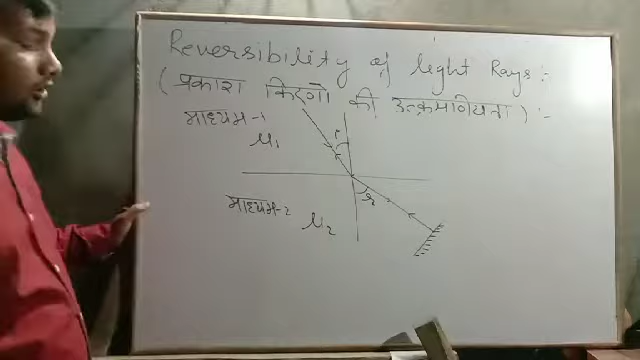 Reversibility of light Rays :-
( प्रकाश किरणों की उत्क्रमणियता ) :-
माध्यम-1
μ₁
i
r
माध्यम-2
μ₂